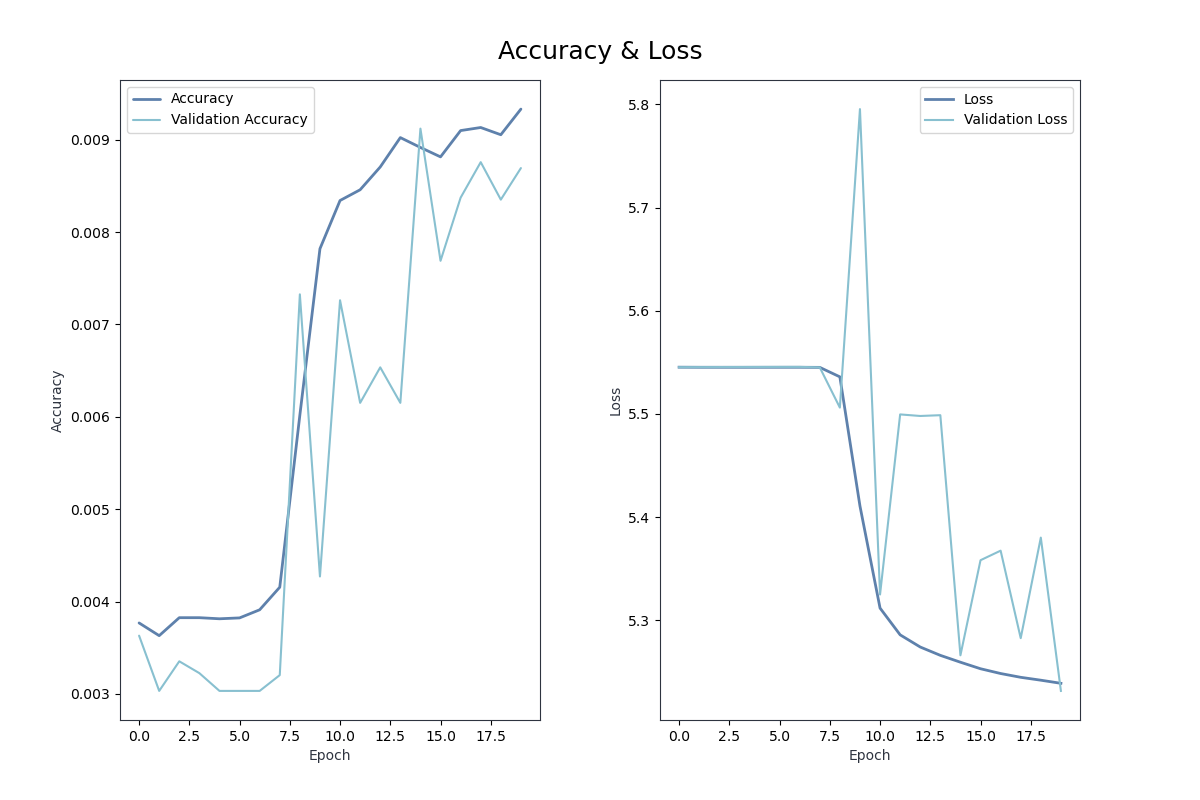 Accuracy & Loss
Accuracy
Validation Accuracy
0.009
0.008
0.007
0.006
0.005
0.004
0.003
Accuracy
0.0 2.5 5.0 7.5 10.0 12.5 15.0 17.5
Epoch
Loss
Validation Loss
5.8
5.7
5.6
5.5
5.4
5.3
Loss
0.0 2.5 5.0 7.5 10.0 12.5 15.0 17.5
Epoch